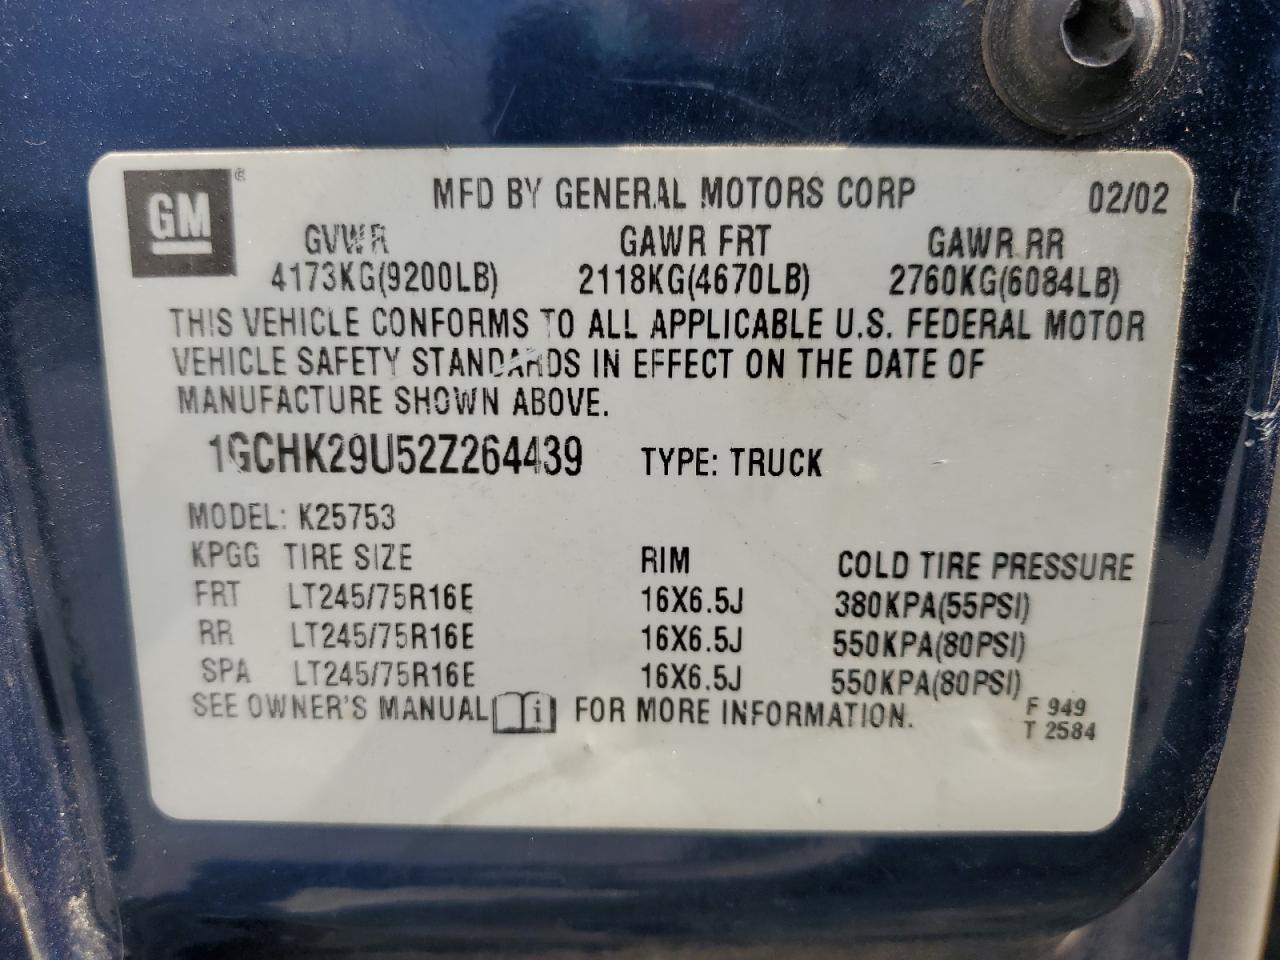 GM®
MFD BY GENERAL MOTORS CORP 02/02
GVWR GAWR FRT GAWR RR
4173KG(9200LB) 2118KG(4670LB) 2760KG(6084LB)
THIS VEHICLE CONFORMS TO ALL APPLICABLE U.S. FEDERAL MOTOR
VEHICLE SAFETY STANDARDS IN EFFECT ON THE DATE OF
MANUFACTURE SHOWN ABOVE.
1GCHK29U52Z264439 TYPE: TRUCK
MODEL: K25753
KPGG TIRE SIZE RIM COLD TIRE PRESSURE
FRT LT245/75R16E 16X6.5J 380KPA(55PSI)
RR LT245/75R16E 16X6.5J 550KPA(80PSI)
SPA LT245/75R16E 16X6.5J 550KPA(80PSI)
SEE OWNER'S MANUAL i FOR MORE INFORMATION.
F 949
T 2584